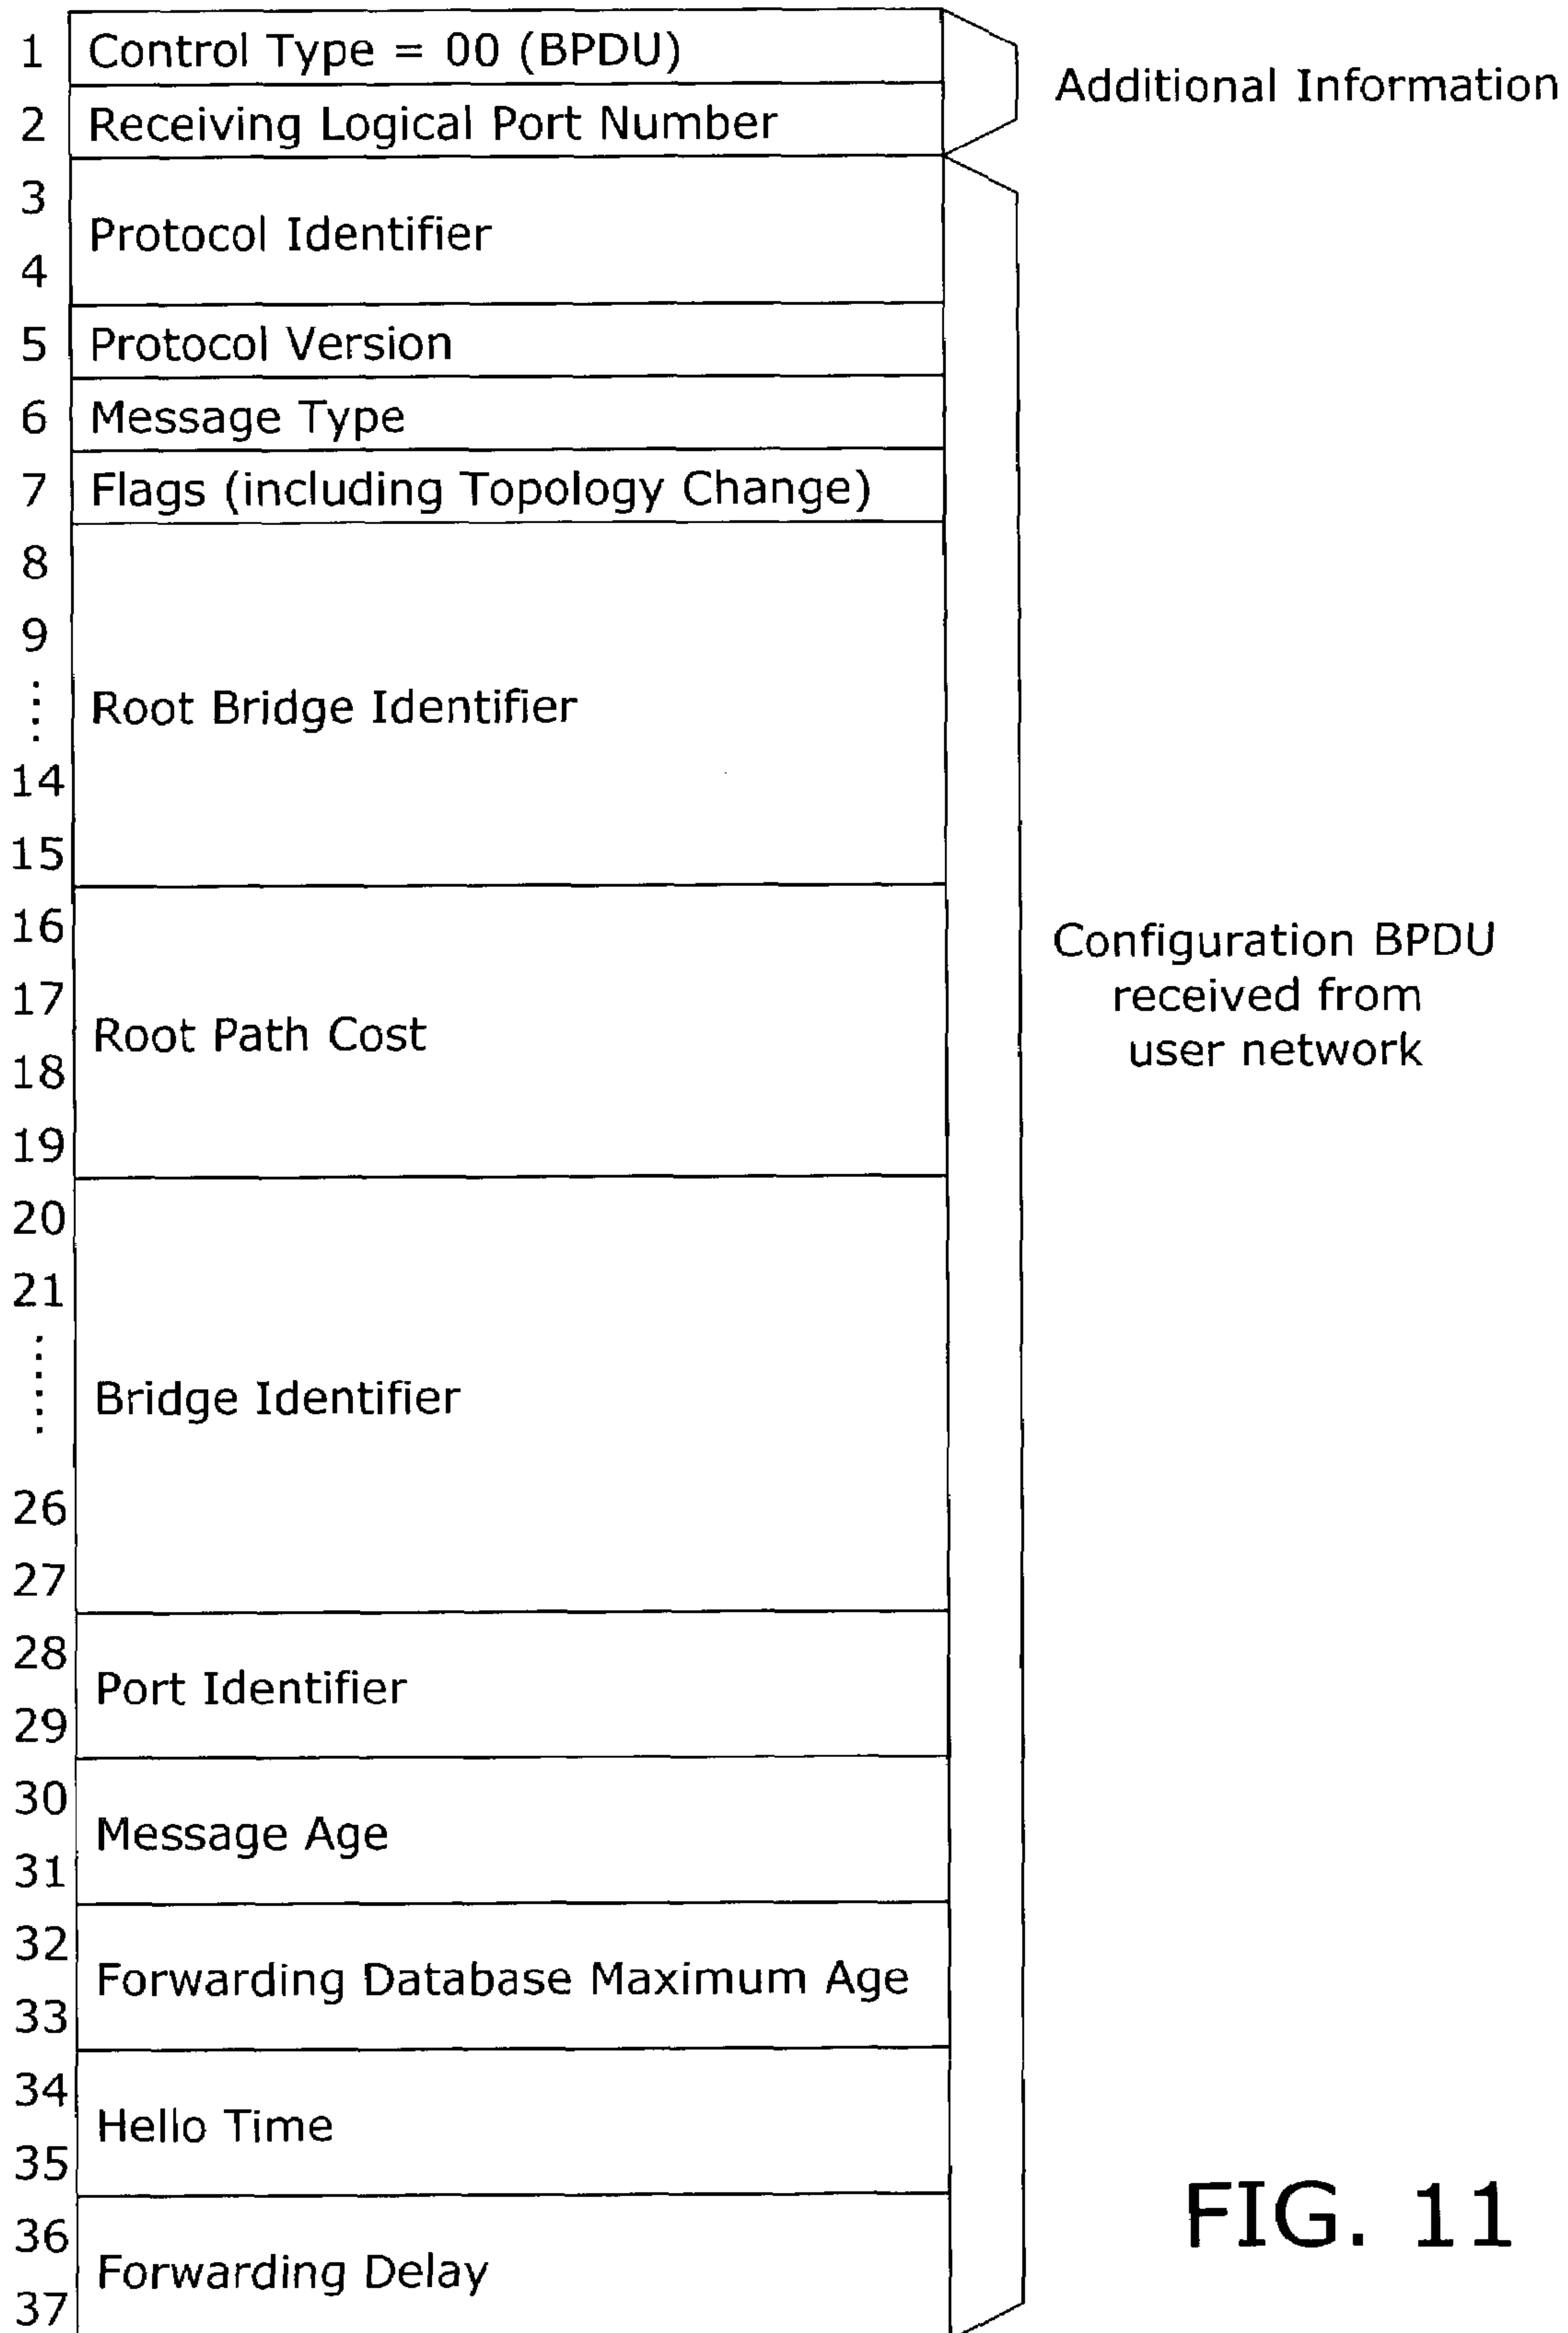 1 Control Type = 00 (BPDU)
2 Receiving Logical Port Number
Additional Information
3
4
Protocol Identifier
5 Protocol Version
6 Message Type
7 Flags (including Topology Change)
8
9
⋮
14
15
Root Bridge Identifier
16
17
18
19
Root Path Cost
Configuration BPDU
received from
user network
20
21
⋮
26
27
Bridge Identifier
28
29
Port Identifier
30
31
Message Age
32
33
Forwarding Database Maximum Age
34
35
Hello Time
36
37
Forwarding Delay
FIG. 11